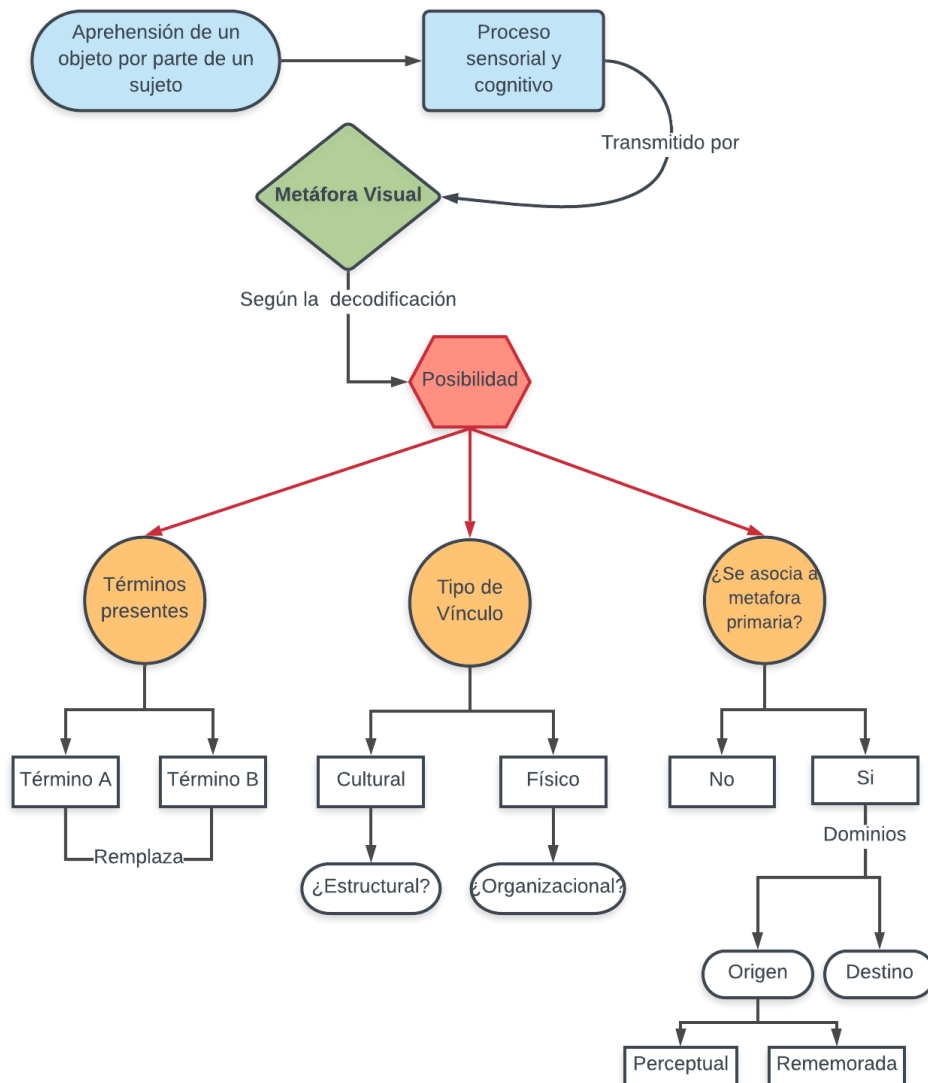 Aprehensión de un
objeto por parte de un
sujeto
Proceso
sensorial y
cognitivo
Transmitido por
Metáfora Visual
Según la decodificación
Posibilidad
Términos
presentes
Tipo de
Vínculo
¿Se asocia a
metafora
primaria?
Término A
Término B
Cultural
Físico
No
Si
Remplaza
Dominios
¿Estructural?
¿Organizacional?
Origen
Destino
Perceptual
Rememorada